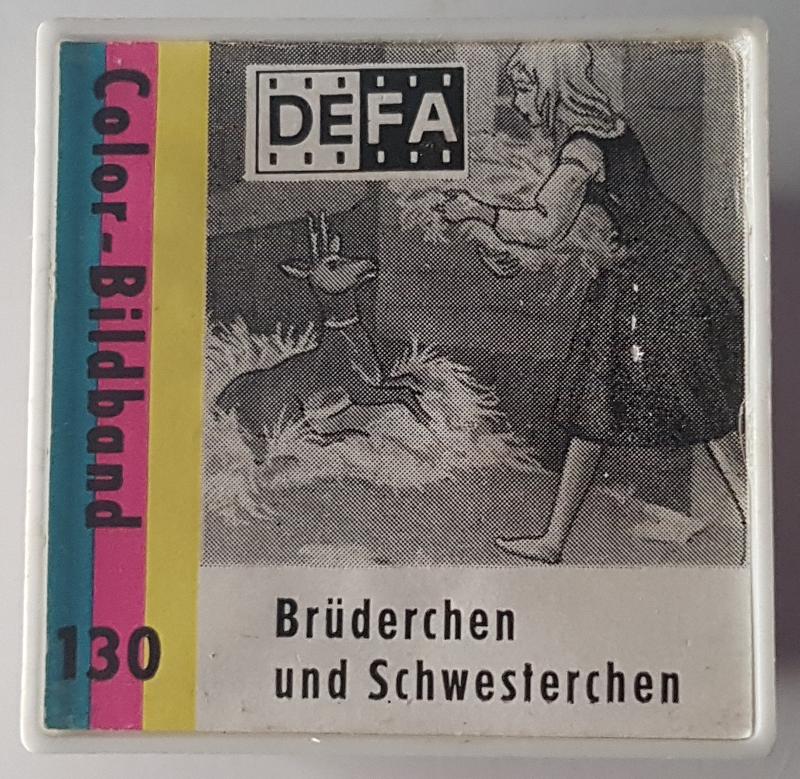 DEFA
Color-Bildband
130
Brüderchen
und Schwesterchen